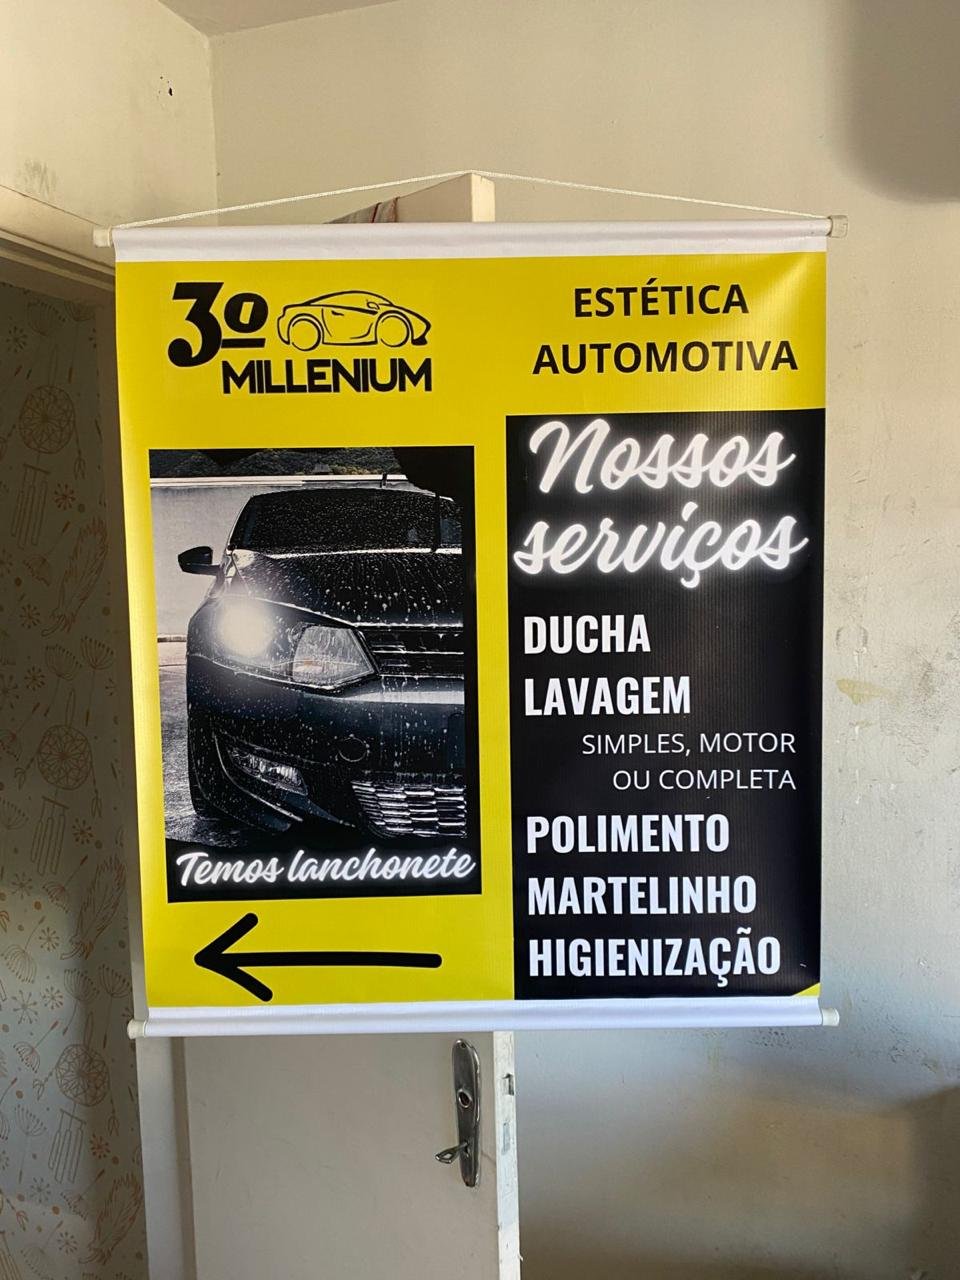 3º
MILLENIUM
ESTÉTICA
AUTOMOTIVA
Nossos
serviços
DUCHA
LAVAGEM
SIMPLES, MOTOR
OU COMPLETA
POLIMENTO
MARTELINHO
HIGIENIZAÇÃO
Temos lanchonete